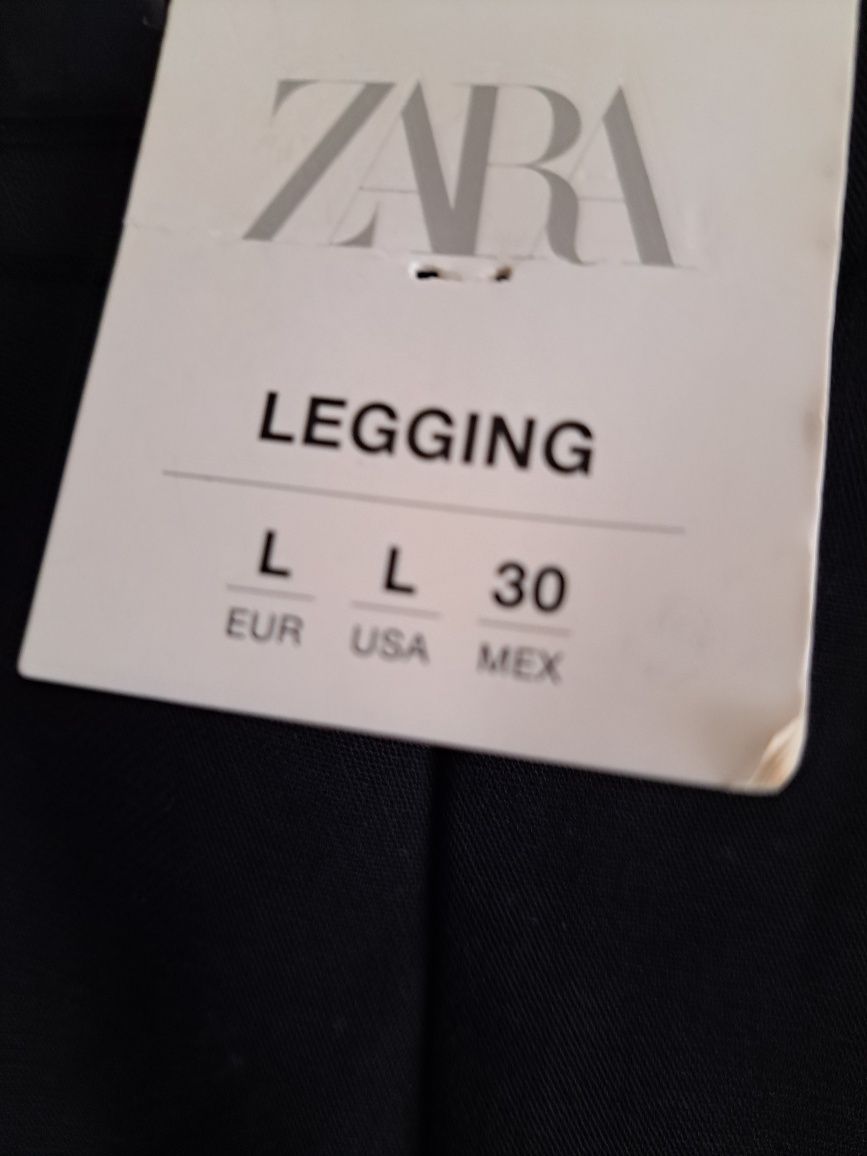 ZARA
LEGGING
L L 30
EUR USA MEX